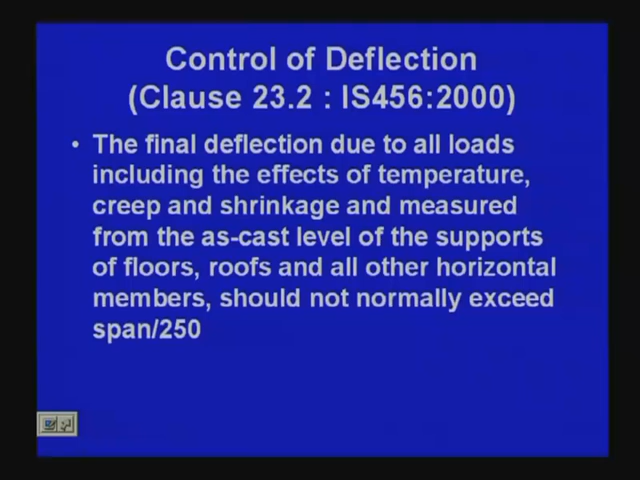 Control of Deflection
(Clause 23.2 : IS456:2000)
• The final deflection due to all loads
including the effects of temperature,
creep and shrinkage and measured
from the as-cast level of the supports
of floors, roofs and all other horizontal
members, should not normally exceed
span/250